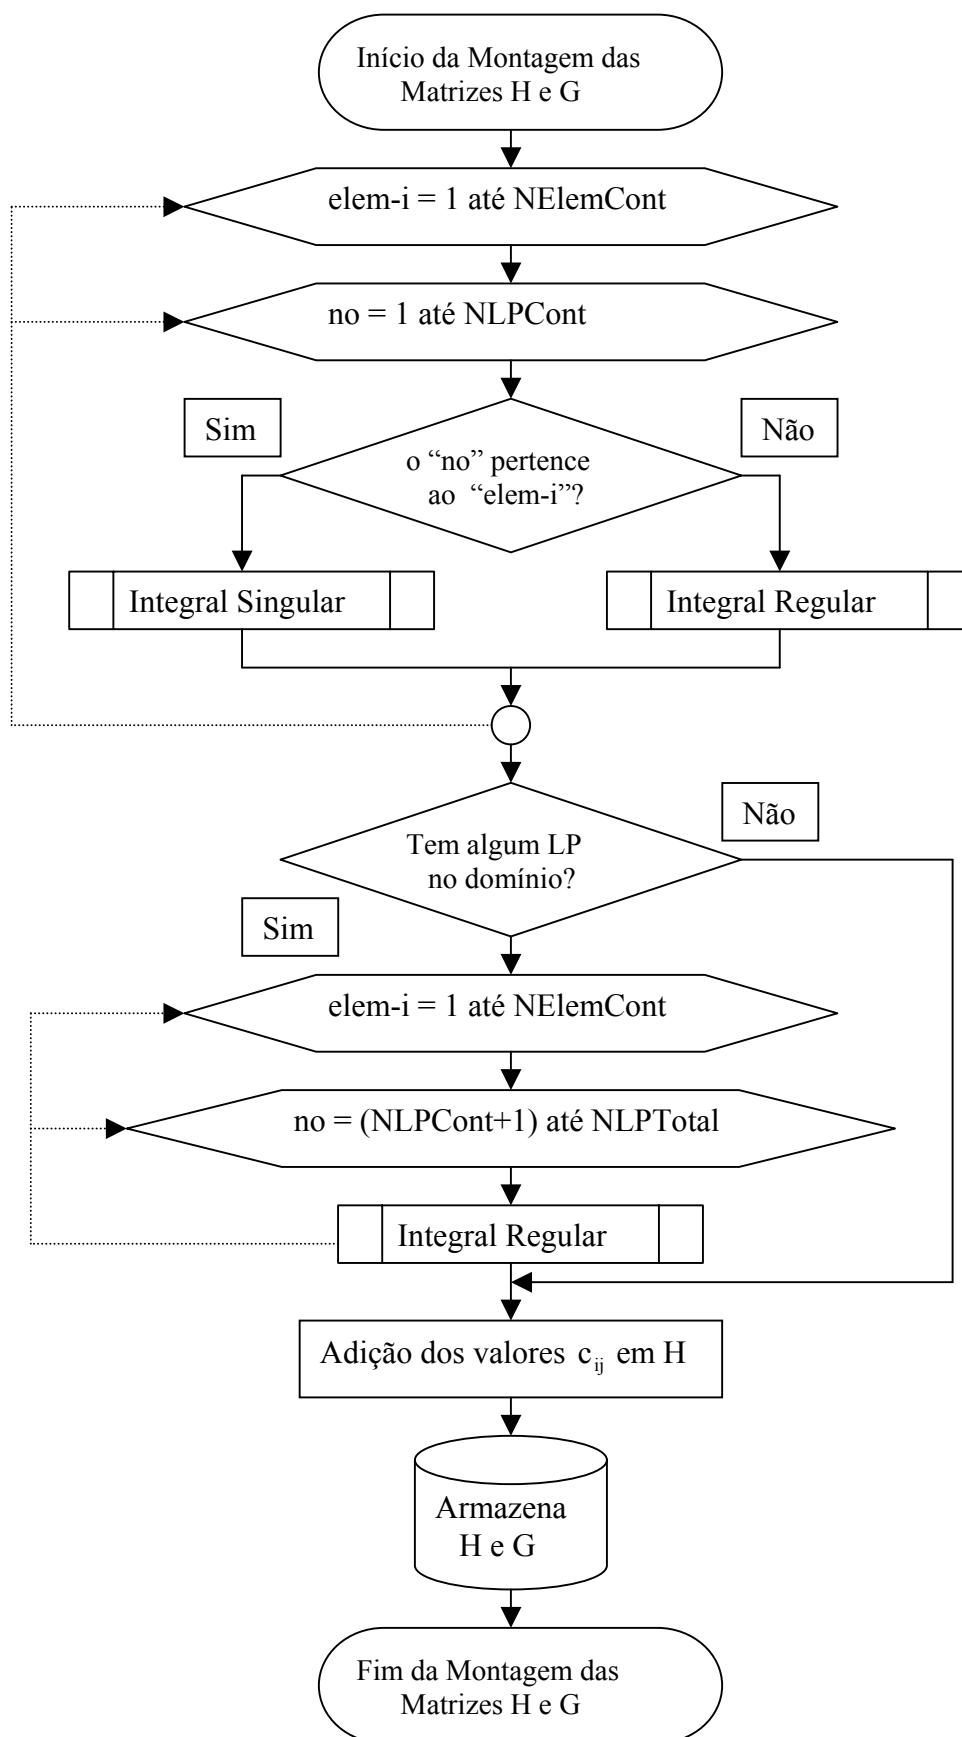 Início da Montagem das
Matrizes H e G
elem-i = 1 até NElemCont
no = 1 até NLPCont
Sim
Não
o “no” pertence
ao “elem-i”?
Integral Singular
Integral Regular
Não
Tem algum LP
no domínio?
Sim
elem-i = 1 até NElemCont
no = (NLPCont+1) até NLPTotal
Integral Regular
Adição dos valores c_ij em H
Armazena
H e G
Fim da Montagem das
Matrizes H e G